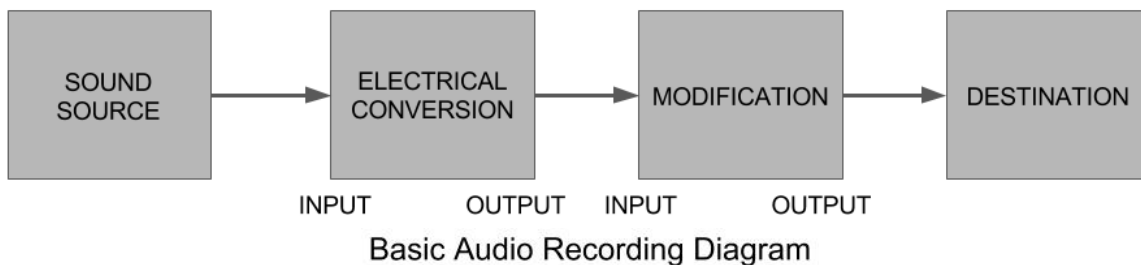 SOUND
SOURCE
ELECTRICAL
CONVERSION
MODIFICATION
DESTINATION
INPUT
OUTPUT
INPUT
OUTPUT
Basic Audio Recording Diagram